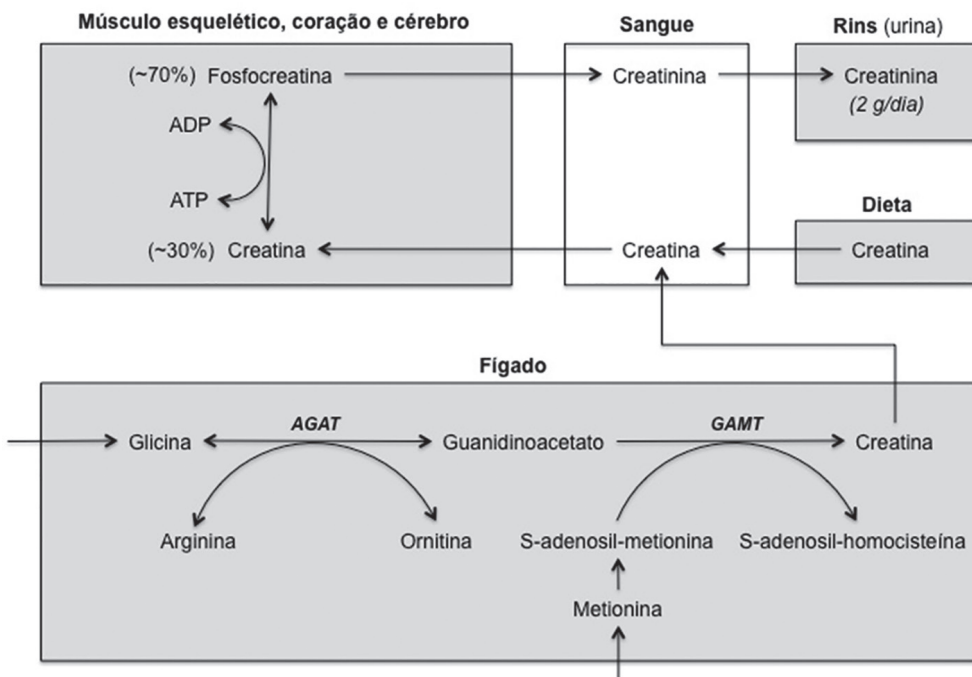 Músculo esquelético, coração e cérebro
Sangue
Rins (urina)
(~70%) Fosfocreatina
Creatinina
Creatinina
(2 g/dia)
ADP
ATP
Dieta
(~30%) Creatina
Creatina
Creatina
Fígado
AGAT
GAMT
Glicina
Guanidinoacetato
Creatina
Arginina
Ornitina
S-adenosil-metionina
S-adenosil-homocisteína
Metionina